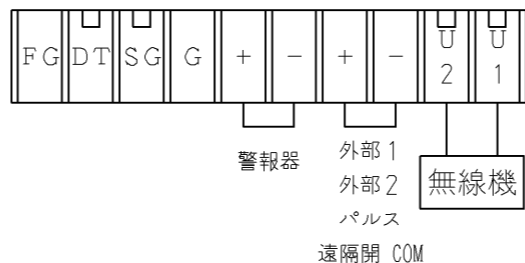 FG DT SG G + - + - U2 U1
警報器
外部1
外部2
パルス
遠隔開 COM
無線機